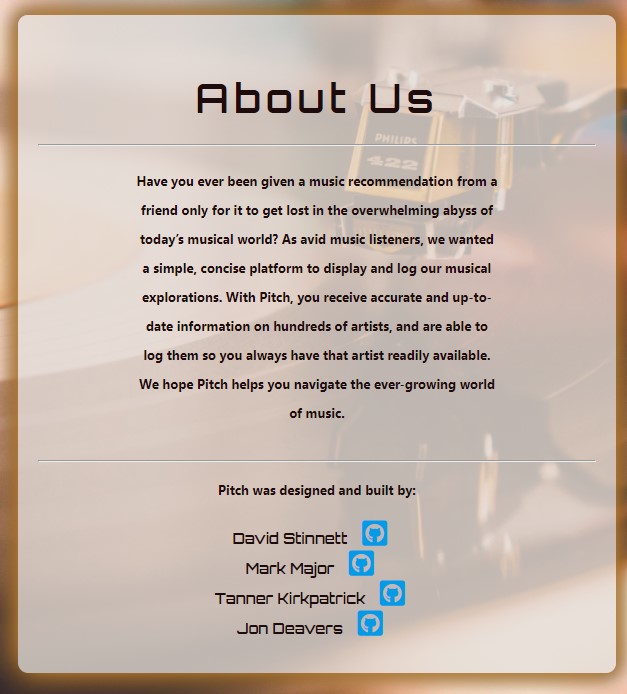 About Us
PHILIPS
422
Have you ever been given a music recommendation from a
friend only for it to get lost in the overwhelming abyss of
today’s musical world? As avid music listeners, we wanted
a simple, concise platform to display and log our musical
explorations. With Pitch, you receive accurate and up-to-
date information on hundreds of artists, and are able to
log them so you always have that artist readily available.
We hope Pitch helps you navigate the ever-growing world
of music.
Pitch was designed and built by:
David Stinnett
Mark Major
Tanner Kirkpatrick
Jon Deavers